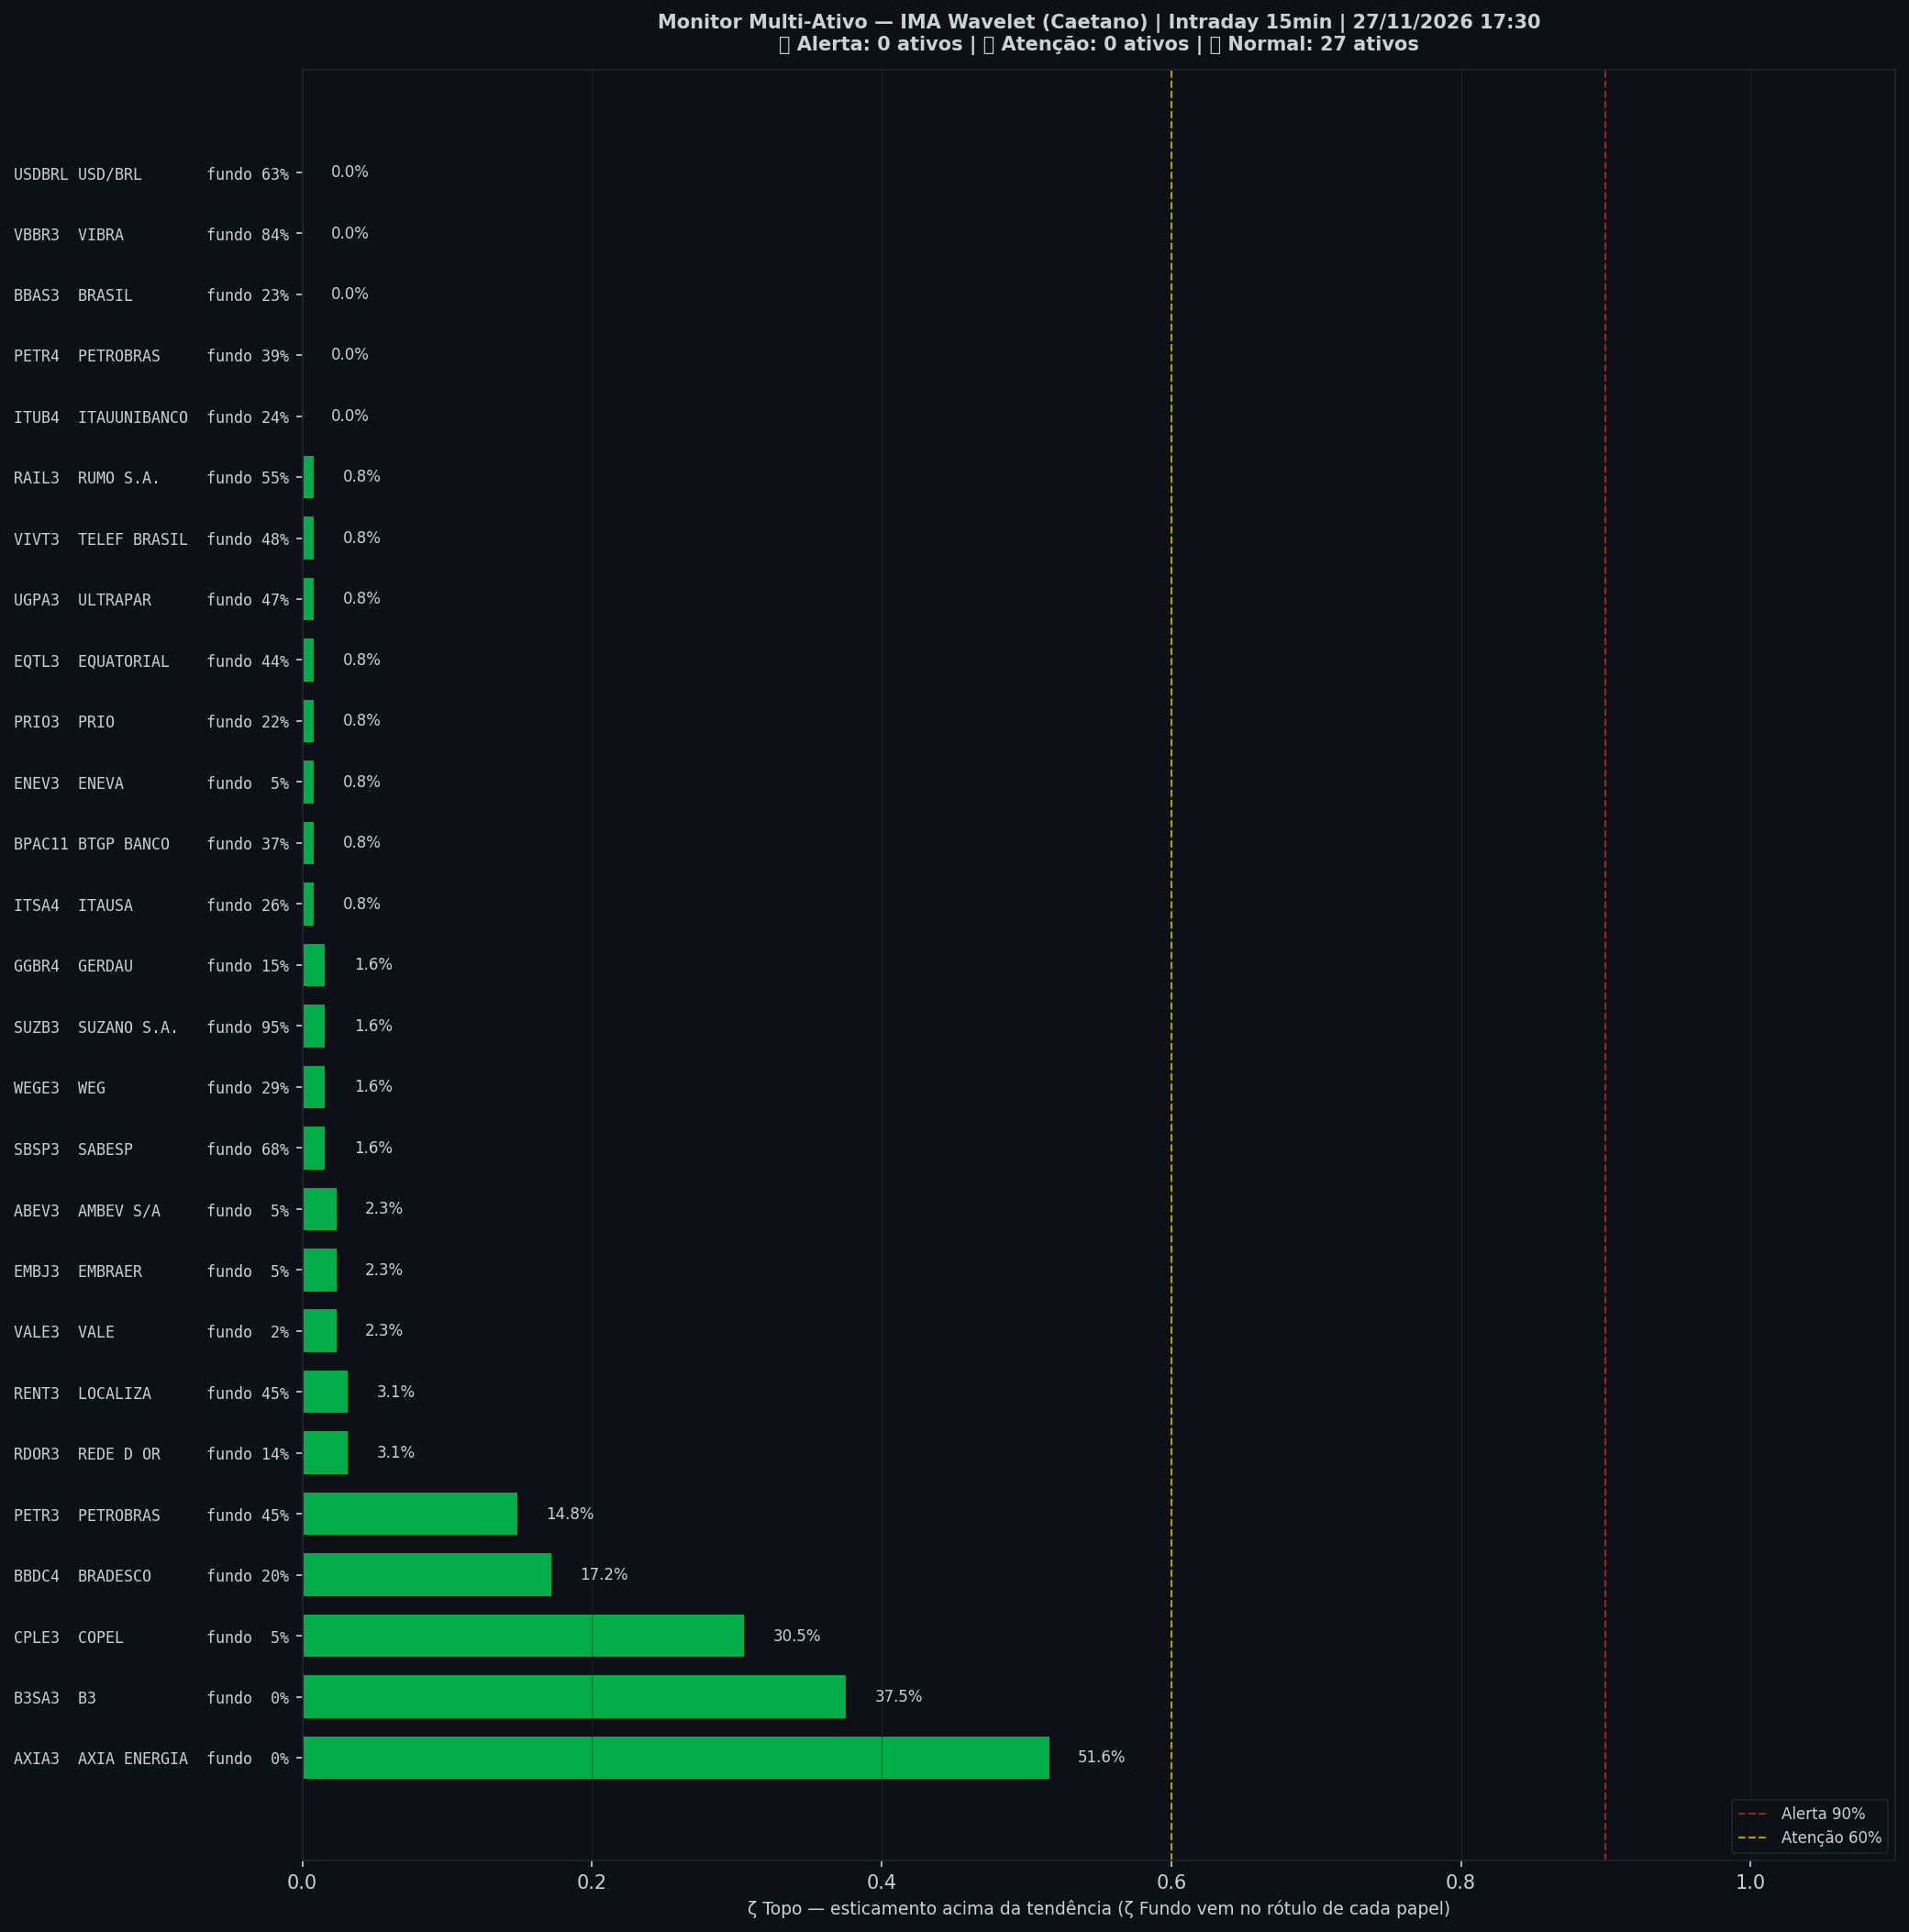 Monitor Multi-Ativo — IMA Wavelet (Caetano) | Intraday 15min | 27/11/2026 17:30
Alerta: 0 ativos | Atenção: 0 ativos | Normal: 27 ativos
USDBRL USD/BRL fundo 63% 0.0%
VBBR3 VIBRA fundo 84% 0.0%
BBAS3 BRASIL fundo 23% 0.0%
PETR4 PETROBRAS fundo 39% 0.0%
ITUB4 ITAUUNIBANCO fundo 24% 0.0%
RAIL3 RUMO S.A. fundo 55% 0.8%
VIVT3 TELEF BRASIL fundo 48% 0.8%
UGPA3 ULTRAPAR fundo 47% 0.8%
EQTL3 EQUATORIAL fundo 44% 0.8%
PRIO3 PRIO fundo 22% 0.8%
ENEV3 ENEVA fundo 5% 0.8%
BPAC11 BTGP BANCO fundo 37% 0.8%
ITSA4 ITAUSA fundo 26% 0.8%
GGBR4 GERDAU fundo 15% 1.6%
SUZB3 SUZANO S.A. fundo 95% 1.6%
WEGE3 WEG fundo 29% 1.6%
SBSP3 SABESP fundo 68% 1.6%
ABEV3 AMBEV S/A fundo 5% 2.3%
EMBJ3 EMBRAER fundo 5% 2.3%
VALE3 VALE fundo 2% 2.3%
RENT3 LOCALIZA fundo 45% 3.1%
RDOR3 REDE D OR fundo 14% 3.1%
PETR3 PETROBRAS fundo 45% 14.8%
BBDC4 BRADESCO fundo 20% 17.2%
CPLE3 COPEL fundo 5% 30.5%
B3SA3 B3 fundo 0% 37.5%
AXIA3 AXIA ENERGIA fundo 0% 51.6%
Alerta 90%
Atenção 60%
0.0 0.2 0.4 0.6 0.8 1.0
ζ Topo — esticamento acima da tendência (ζ Fundo vem no rótulo de cada papel)